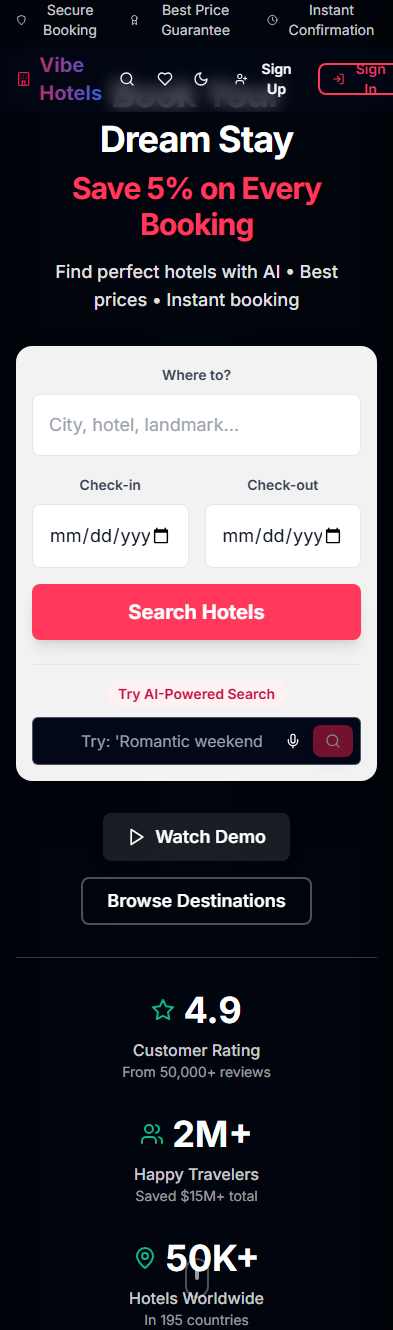 Secure Booking
Best Price Guarantee
Instant Confirmation
Vibe Hotels
Sign Up
Sign In
Book Your
Dream Stay
Save 5% on Every
Booking
Find perfect hotels with AI • Best
prices • Instant booking
Where to?
City, hotel, landmark...
Check-in
Check-out
mm/dd/yyy
mm/dd/yyy
Search Hotels
Try AI-Powered Search
Try: 'Romantic weekend
Watch Demo
Browse Destinations
4.9
Customer Rating
From 50,000+ reviews
2M+
Happy Travelers
Saved $15M+ total
50K+
Hotels Worldwide
In 195 countries